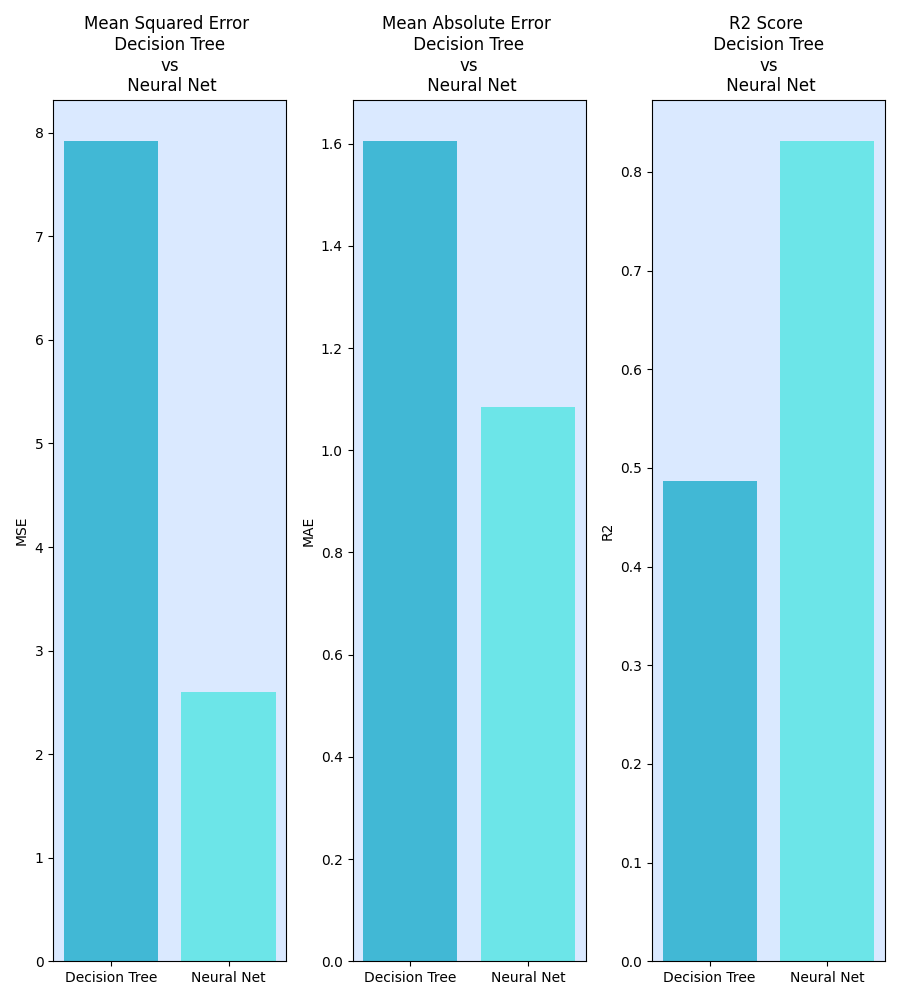 Mean Squared Error
Decision Tree
vs
Neural Net
8
7
6
5
4
3
2
1
0
MSE
Decision Tree
Neural Net
Mean Absolute Error
Decision Tree
vs
Neural Net
1.6
1.4
1.2
1.0
0.8
0.6
0.4
0.2
0.0
MAE
Decision Tree
Neural Net
R2 Score
Decision Tree
vs
Neural Net
0.8
0.7
0.6
0.5
0.4
0.3
0.2
0.1
0.0
R2
Decision Tree
Neural Net